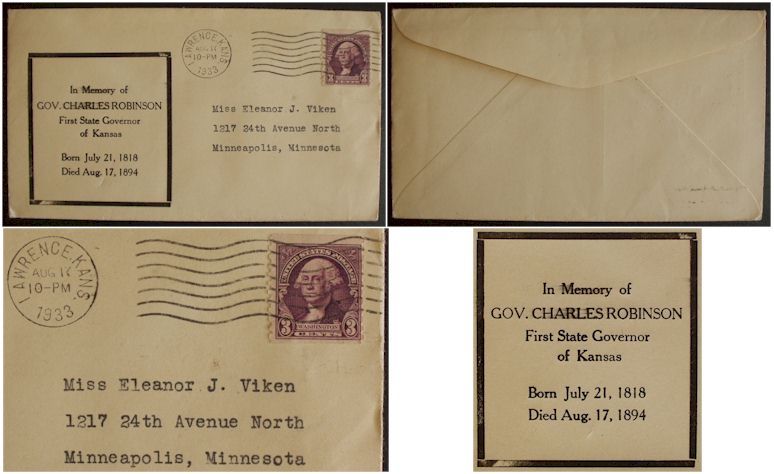 LAWRENCE, KANS.
AUG 17
10-PM
1933
In Memory of
GOV. CHARLES ROBINSON
First State Governor
of Kansas
Born July 21, 1818
Died Aug. 17, 1894
Miss Eleanor J. Viken
1217 24th Avenue North
Minneapolis, Minnesota
3 3
LAWRENCE, KANS.
AUG 17
10-PM
1933
UNITED STATES POSTAGE
3 WASHINGTON 3
Miss Eleanor J. Viken
1217 24th Avenue North
Minneapolis, Minnesota
In Memory of
GOV. CHARLES ROBINSON
First State Governor
of Kansas
Born July 21, 1818
Died Aug. 17, 1894